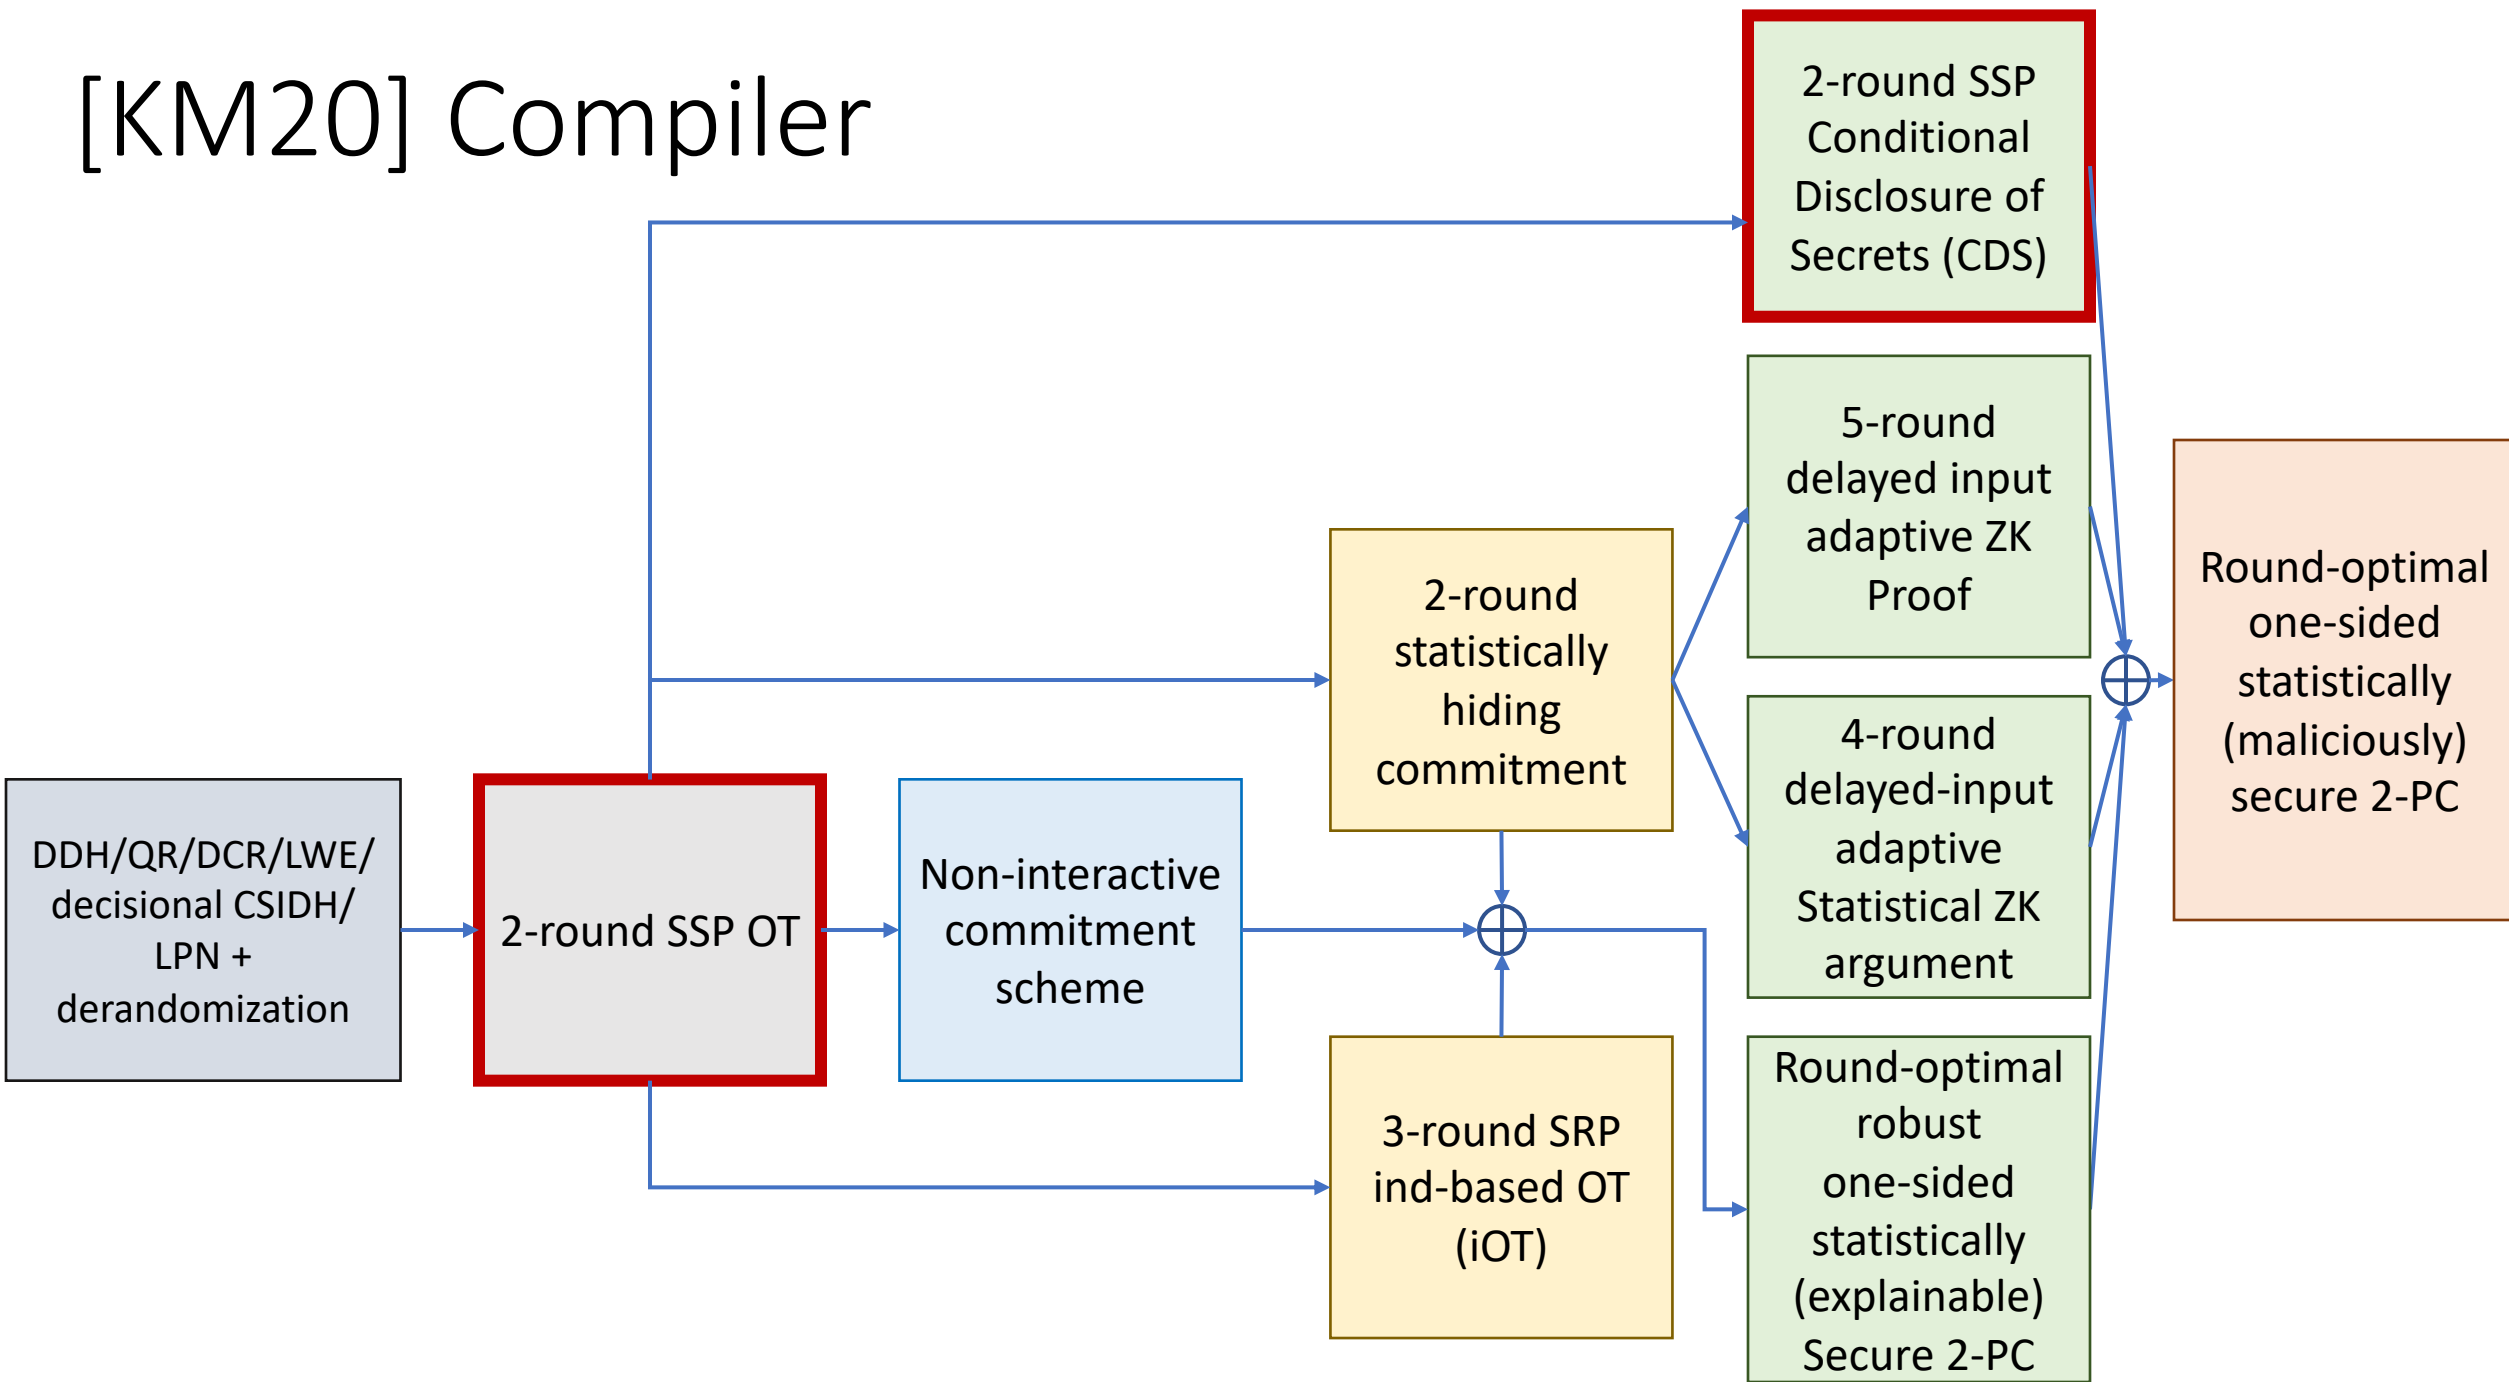 [KM20] Compiler
2-round SSP
Conditional
Disclosure of
Secrets (CDS)
5-round
delayed input
adaptive ZK
Proof
2-round
statistically
hiding
commitment
Round-optimal
one-sided
statistically
(maliciously)
secure 2-PC
4-round
delayed-input
adaptive
Statistical ZK
argument
DDH/QR/DCR/LWE/
decisional CSIDH/
LPN +
derandomization
2-round SSP OT
Non-interactive
commitment
scheme
3-round SRP
ind-based OT
(iOT)
Round-optimal
robust
one-sided
statistically
(explainable)
Secure 2-PC